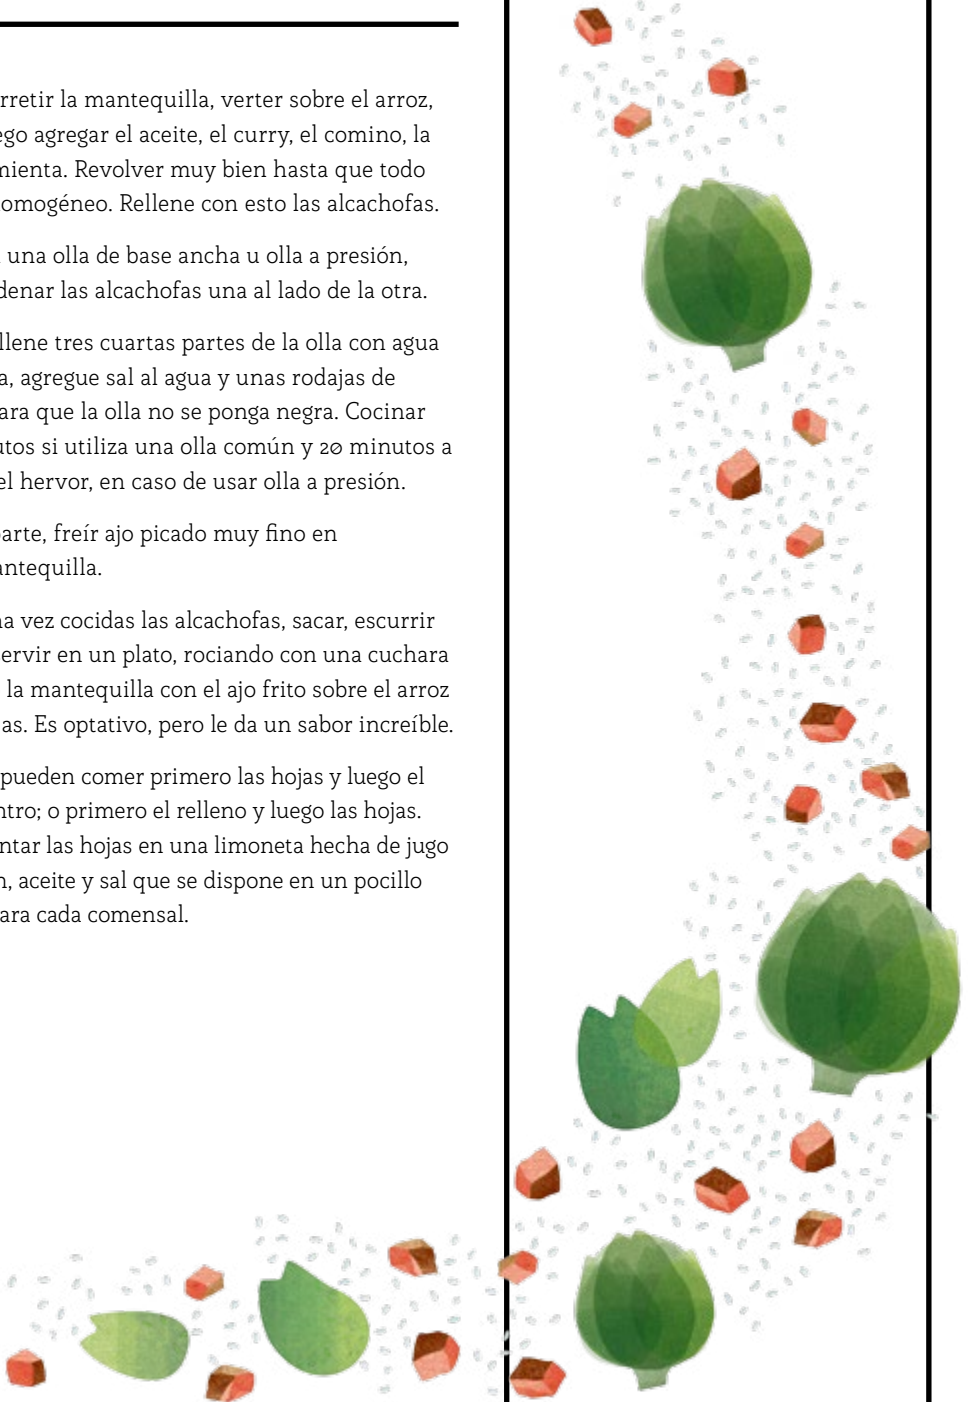 rretir la mantequilla, verter sobre el arroz,
ego agregar el aceite, el curry, el comino, la
mienta. Revolver muy bien hasta que todo
omogéneo. Rellene con esto las alcachofas.
una olla de base ancha u olla a presión,
denar las alcachofas una al lado de la otra.
llene tres cuartas partes de la olla con agua
a, agregue sal al agua y unas rodajas de
ara que la olla no se ponga negra. Cocinar
utos si utiliza una olla común y 20 minutos a
el hervor, en caso de usar olla a presión.
arte, freír ajo picado muy fino en
antequilla.
na vez cocidas las alcachofas, sacar, escurrir
servir en un plato, rociando con una cuchara
la mantequilla con el ajo frito sobre el arroz
as. Es optativo, pero le da un sabor increíble.
pueden comer primero las hojas y luego el
ntro; o primero el relleno y luego las hojas.
ntar las hojas en una limoneta hecha de jugo
n, aceite y sal que se dispone en un pocillo
ara cada comensal.